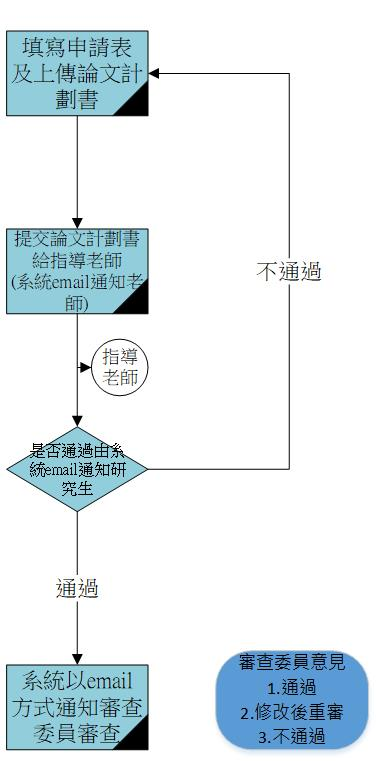 填寫申請表
及上傳論文計
劃書
提交論文計劃書
給指導老師
(系統email通知老
師)
不通過
指導
老師
是否通過由系
統email通知研
究生
通過
系統以email
方式通知審查
委員審查
審查委員意見
1.通過
2.修改後重審
3.不通過